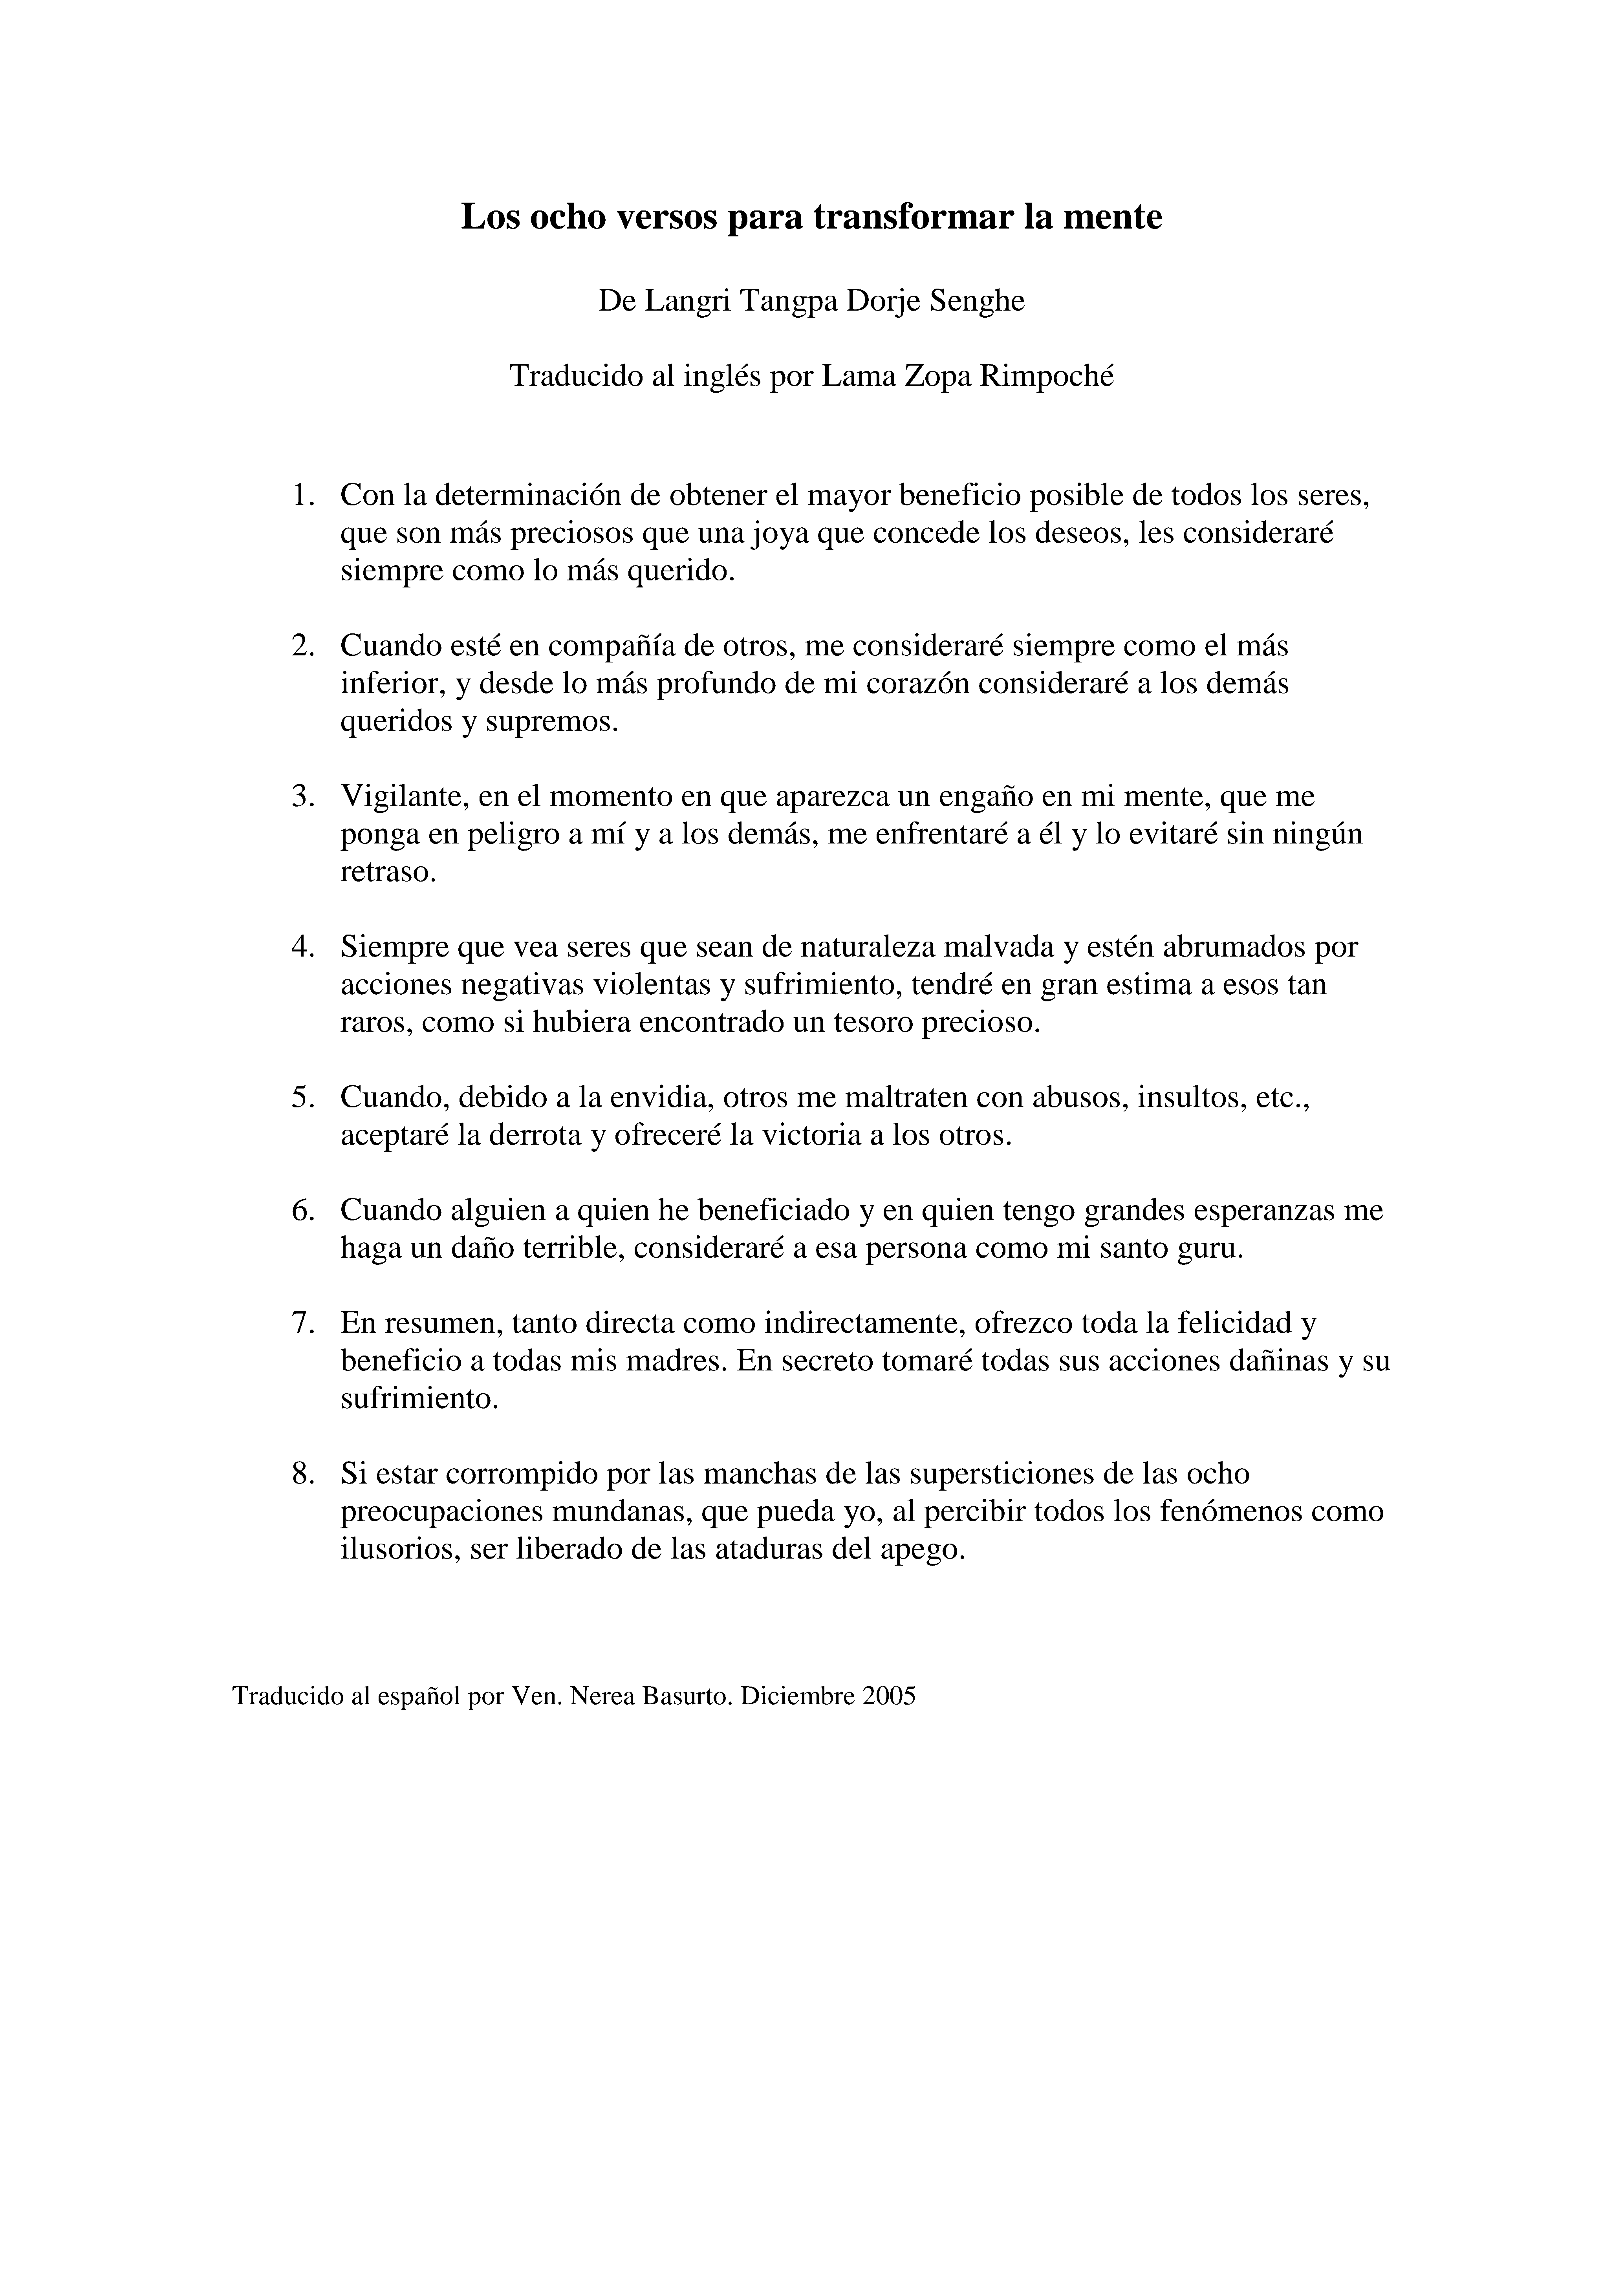 Los ocho versos para transformar la mente
De Langri Tangpa Dorje Senghe
Traducido al inglés por Lama Zopa Rimpoché
1. Con la determinación de obtener el mayor beneficio posible de todos los seres,
que son más preciosos que una joya que concede los deseos, les consideraré
siempre como lo más querido.
2. Cuando esté en compañía de otros, me consideraré siempre como el más
inferior, y desde lo más profundo de mi corazón consideraré a los demás
queridos y supremos.
3. Vigilante, en el momento en que aparezca un engaño en mi mente, que me
ponga en peligro a mí y a los demás, me enfrentaré a él y lo evitaré sin ningún
retraso.
4. Siempre que vea seres que sean de naturaleza malvada y estén abrumados por
acciones negativas violentas y sufrimiento, tendré en gran estima a esos tan
raros, como si hubiera encontrado un tesoro precioso.
5. Cuando, debido a la envidia, otros me maltraten con abusos, insultos, etc.,
aceptaré la derrota y ofreceré la victoria a los otros.
6. Cuando alguien a quien he beneficiado y en quien tengo grandes esperanzas me
haga un daño terrible, consideraré a esa persona como mi santo guru.
7. En resumen, tanto directa como indirectamente, ofrezco toda la felicidad y
beneficio a todas mis madres. En secreto tomaré todas sus acciones dañinas y su
sufrimiento.
8. Si estar corrompido por las manchas de las supersticiones de las ocho
preocupaciones mundanas, que pueda yo, al percibir todos los fenómenos como
ilusorios, ser liberado de las ataduras del apego.
Traducido al español por Ven. Nerea Basurto. Diciembre 2005